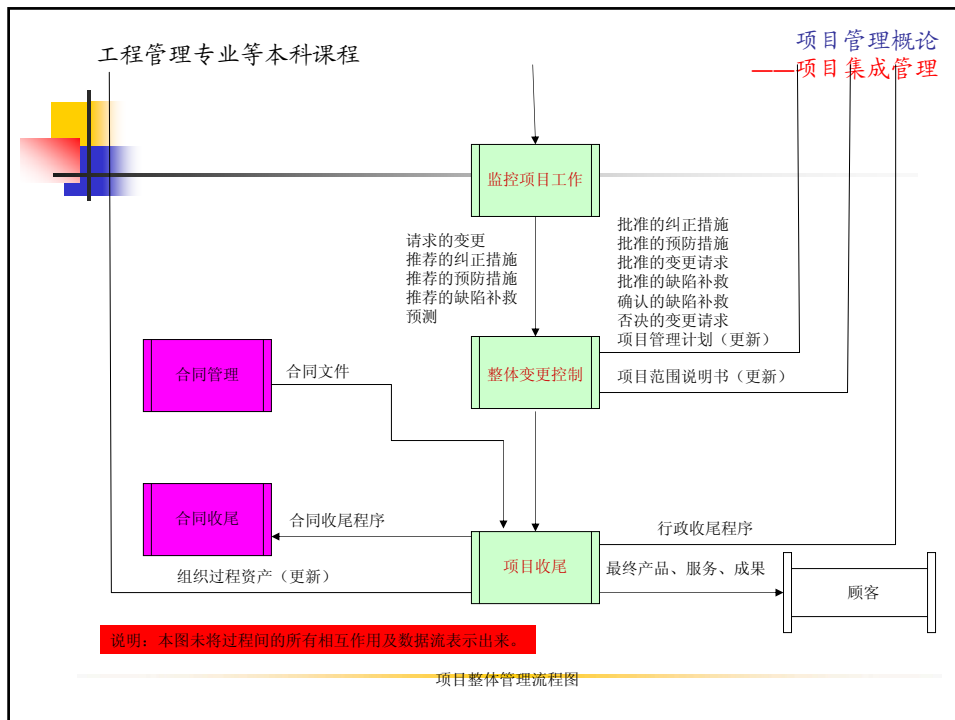 工程管理专业等本科课程
项目管理概论
——项目集成管理
监控项目工作
请求的变更
推荐的纠正措施
推荐的预防措施
推荐的缺陷补救
预测
批准的纠正措施
批准的预防措施
批准的变更请求
批准的缺陷补救
确认的缺陷补救
否决的变更请求
项目管理计划（更新）
合同管理
合同文件
整体变更控制
项目范围说明书（更新）
合同收尾
合同收尾程序
行政收尾程序
项目收尾
组织过程资产（更新）
最终产品、服务、成果
顾客
说明：本图未将过程间的所有相互作用及数据流表示出来。
项目整体管理流程图